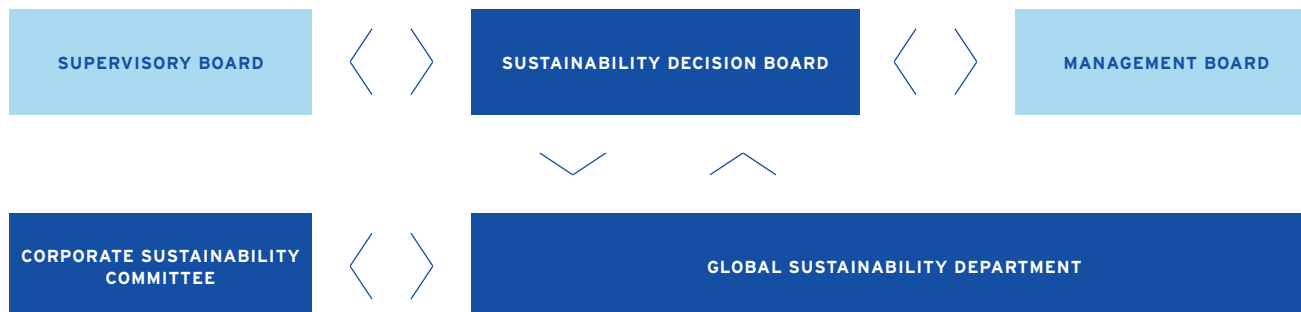 SUPERVISORY BOARD
SUSTAINABILITY DECISION BOARD
MANAGEMENT BOARD
CORPORATE SUSTAINABILITY
COMMITTEE
GLOBAL SUSTAINABILITY DEPARTMENT